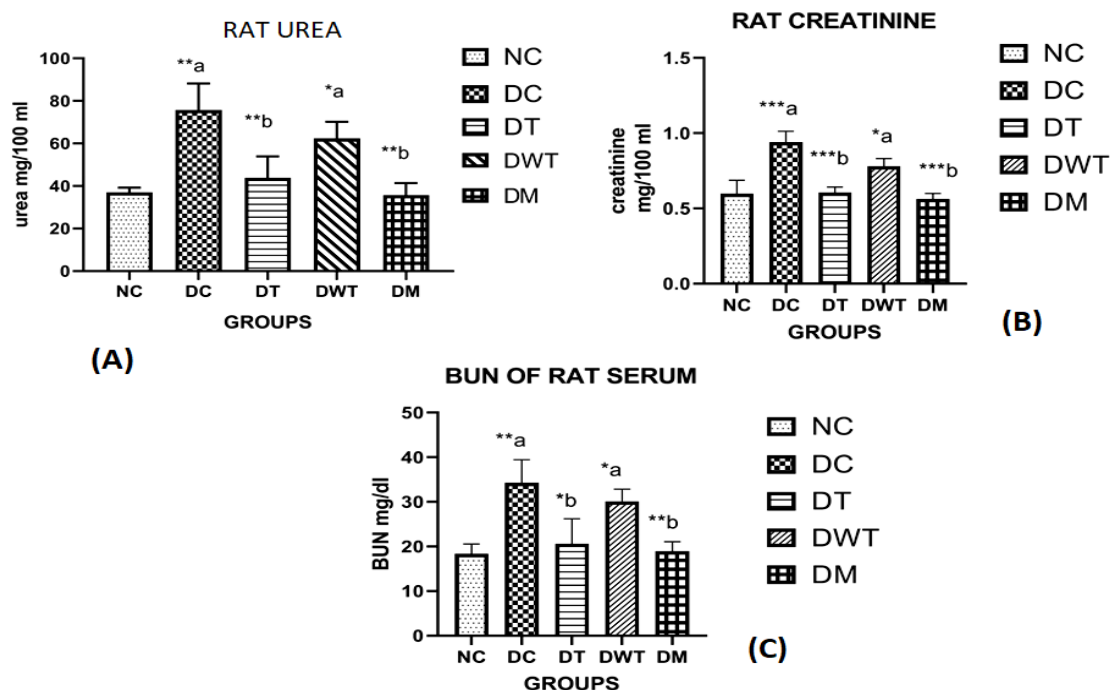 RAT UREA
100
80
60
40
20
0
urea mg/100 ml
**a
**b
*a
**b
NC DC DT DWT DM
GROUPS
NC
DC
DT
DWT
DM
(A)
RAT CREATININE
1.5
1.0
0.5
0.0
creatinine
mg/100 ml
***a
***b
*a
***b
NC DC DT DWT DM
GROUPS
NC
DC
DT
DWT
DM
(B)
BUN OF RAT SERUM
50
40
30
20
10
0
BUN mg/dl
**a
*b
*a
**b
NC DC DT DWT DM
GROUPS
NC
DC
DT
DWT
DM
(C)